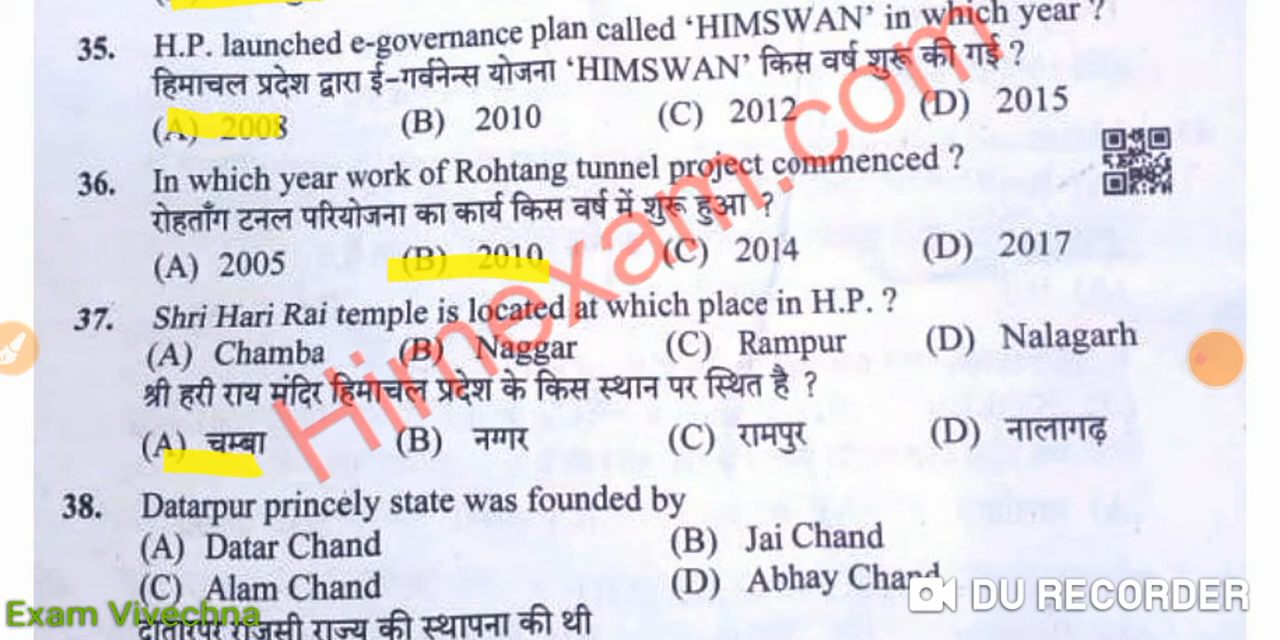 35. H.P. launched e-governance plan called ‘HIMSWAN’ in which year ?
हिमाचल प्रदेश द्वारा ई-गर्वनेन्स योजना ‘HIMSWAN’ किस वर्ष शुरू की गई ?
(A) 2008 (B) 2010 (C) 2012 (D) 2015
36. In which year work of Rohtang tunnel project commenced ?
रोहताँग टनल परियोजना का कार्य किस वर्ष में शुरू हुआ ?
(A) 2005 (B) 2010 (C) 2014 (D) 2017
37. Shri Hari Rai temple is located at which place in H.P. ?
(A) Chamba (B) Naggar (C) Rampur (D) Nalagarh
श्री हरी राय मंदिर हिमाचल प्रदेश के किस स्थान पर स्थित है ?
(A) चम्बा (B) नग्गर (C) रामपुर (D) नालागढ़
38. Datarpur princely state was founded by
(A) Datar Chand (B) Jai Chand
(C) Alam Chand (D) Abhay Chand
राज्य की स्थापना की थी
Himexam.com
Exam Vivechna
DU RECORDER